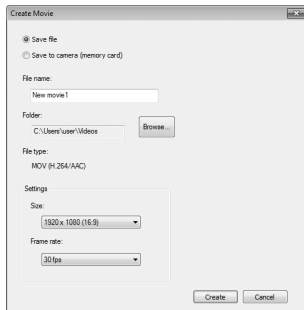 Create Movie
Save file
Save to camera (memory card)
File name:
New movie1
Folder:
C:\Users\user\Videos
Browse...
File type:
MOV (H.264/AAC)
Settings
Size:
1920 x 1080 (16:9)
Frame rate:
30 fps
Create
Cancel